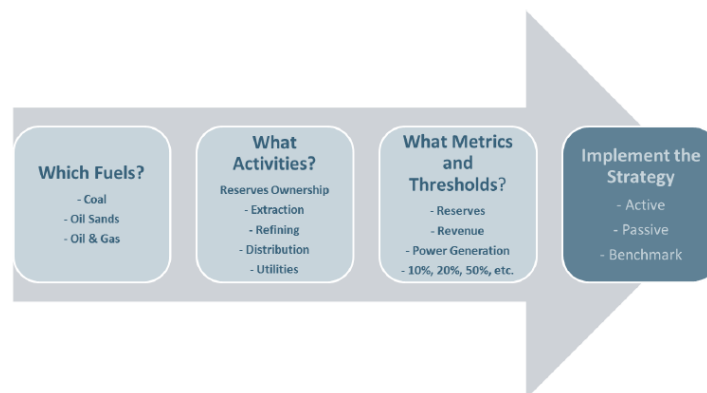 Which Fuels?
- Coal
- Oil Sands
- Oil & Gas
What
Activities?
Reserves Ownership
- Extraction
- Refining
- Distribution
- Utilities
What Metrics
and
Thresholds?
- Reserves
- Revenue
- Power Generation
- 10%, 20%, 50%, etc.
Implement the
Strategy
- Active
- Passive
- Benchmark